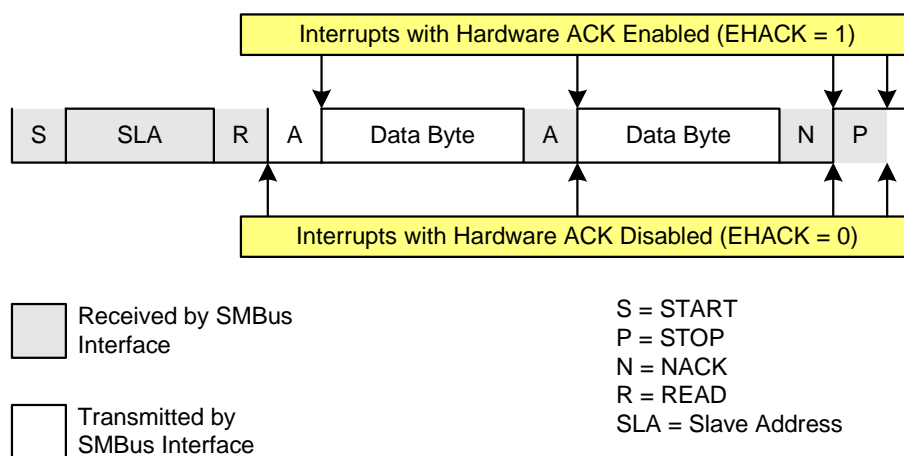 Interrupts with Hardware ACK Enabled (EHACK = 1)
S SLA R A Data Byte A Data Byte N P
Interrupts with Hardware ACK Disabled (EHACK = 0)
Received by SMBus
Interface
Transmitted by
SMBus Interface
S = START
P = STOP
N = NACK
R = READ
SLA = Slave Address